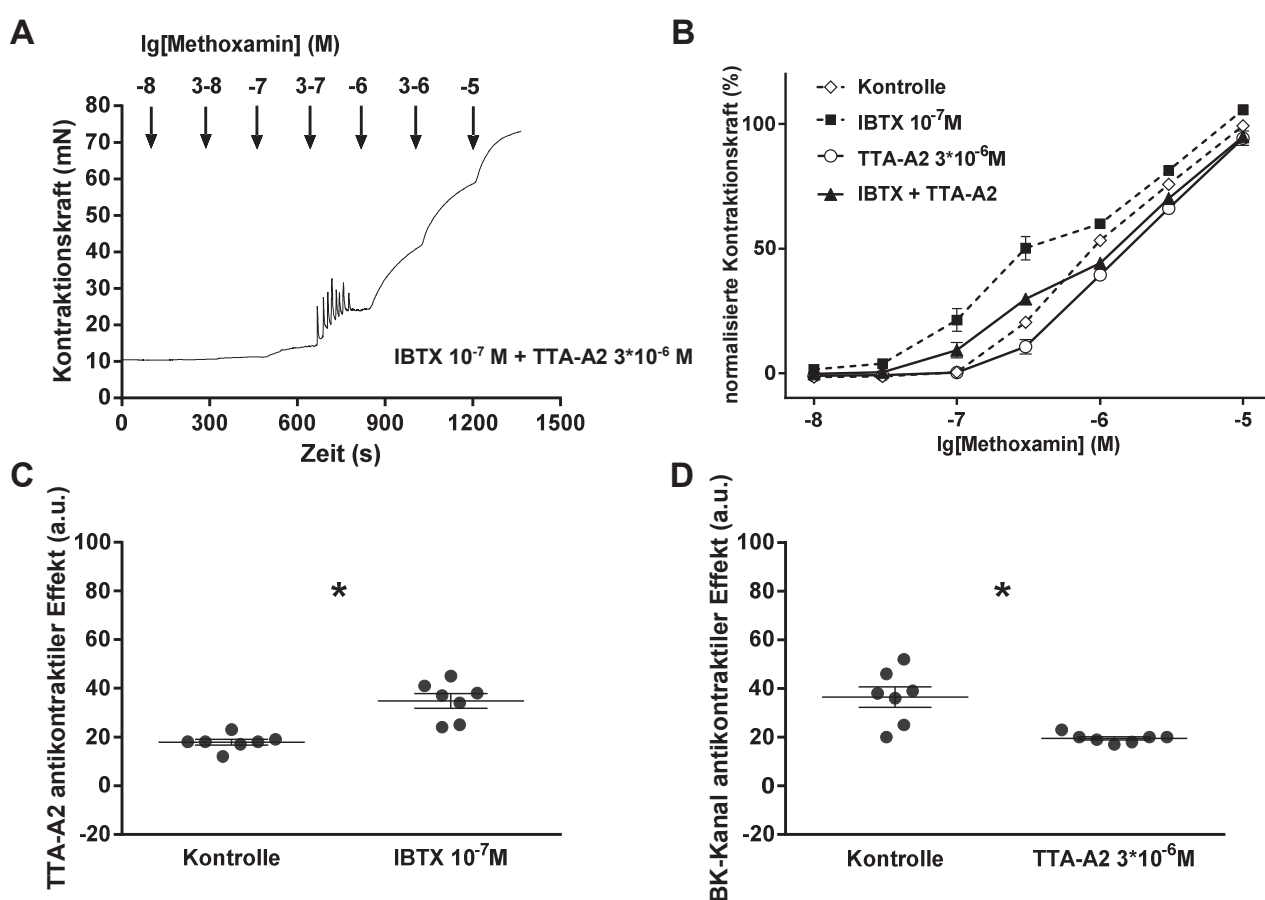 A
lg[Methoxamin] (M)
-8 3-8 -7 3-7 -6 3-6 -5
Kontraktionskraft (mN)
80
70
60
50
40
30
20
10
0
IBTX 10⁻⁷ M + TTA-A2 3*10⁻⁶ M
0 300 600 900 1200 1500
Zeit (s)
B
normalisierte Kontraktionskraft (%)
Kontrolle
IBTX 10⁻⁷M
TTA-A2 3*10⁻⁶M
IBTX + TTA-A2
100
50
0
-8 -7 -6 -5
lg[Methoxamin] (M)
C
TTA-A2 antikontraktiler Effekt (a.u.)
100
80
60
40
20
0
-20
*
Kontrolle IBTX 10⁻⁷M
D
BK-Kanal antikontraktiler Effekt (a.u.)
100
80
60
40
20
0
-20
*
Kontrolle TTA-A2 3*10⁻⁶M